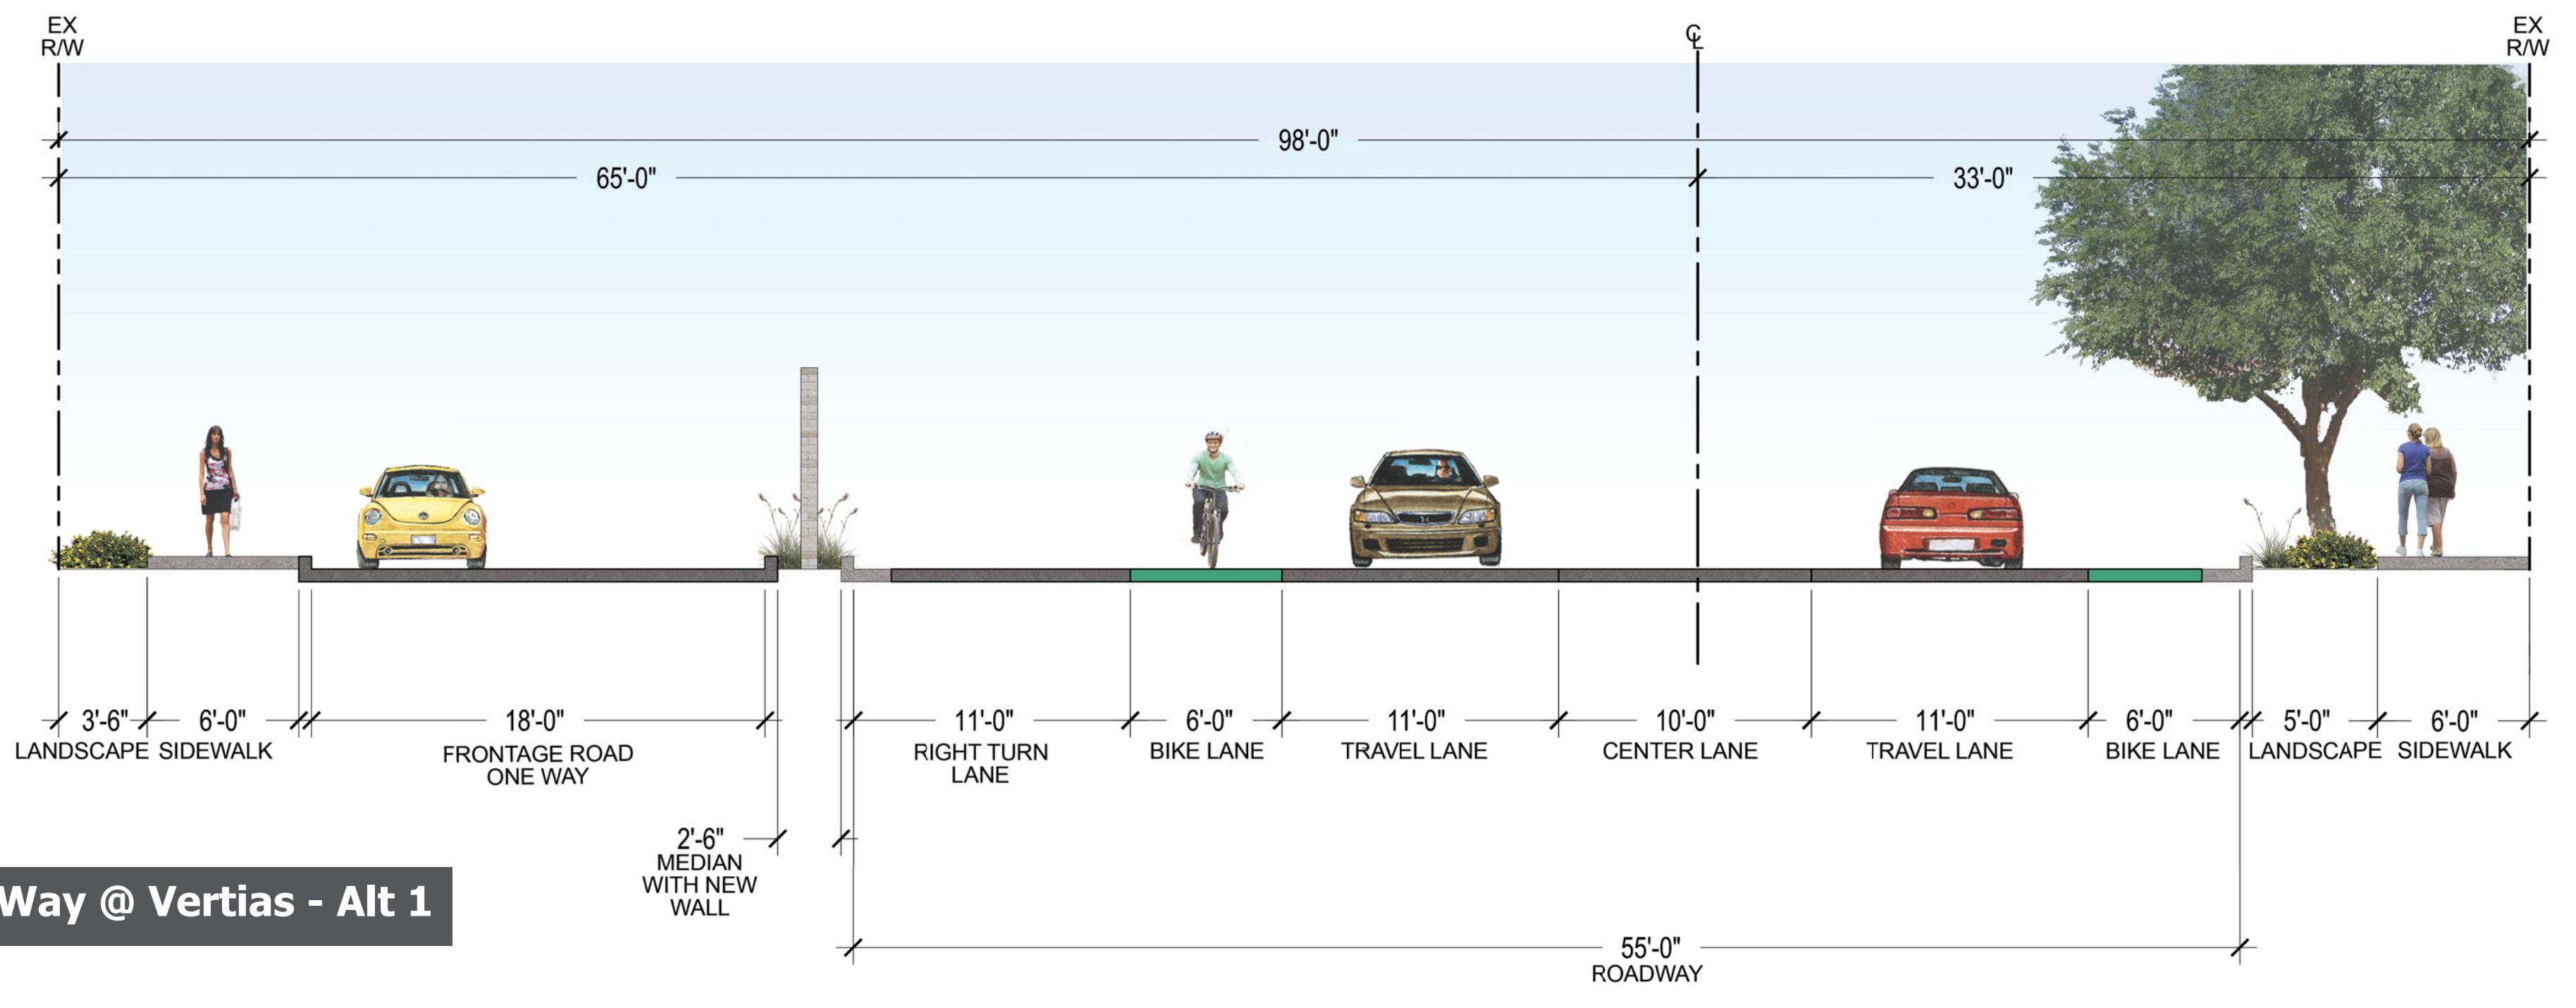 EX
R/W
℄
EX
R/W
98'-0"
65'-0"
33'-0"
3'-6"
6'-0"
18'-0"
11'-0"
6'-0"
11'-0"
10'-0"
11'-0"
6'-0"
5'-0"
6'-0"
LANDSCAPE
SIDEWALK
FRONTAGE ROAD
ONE WAY
RIGHT TURN
LANE
BIKE LANE
TRAVEL LANE
CENTER LANE
TRAVEL LANE
BIKE LANE
LANDSCAPE
SIDEWALK
2'-6"
MEDIAN
WITH NEW
WALL
Way @ Vertias - Alt 1
55'-0"
ROADWAY